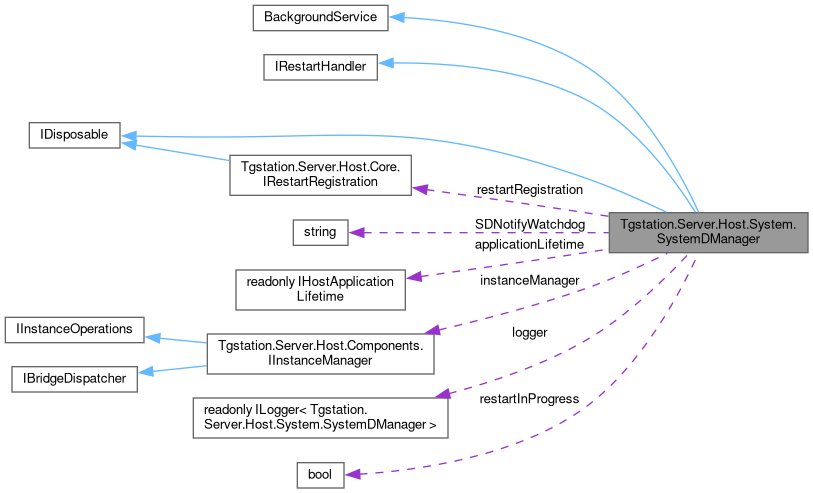 BackgroundService
IRestartHandler
IDisposable
Tgstation.Server.Host.Core.
IRestartRegistration
restartRegistration
Tgstation.Server.Host.System.
SystemDManager
string
SDNotifyWatchdog
applicationLifetime
readonly IHostApplication
Lifetime
instanceManager
IInstanceOperations
Tgstation.Server.Host.Components.
IInstanceManager
logger
IBridgeDispatcher
restartInProgress
readonly ILogger< Tgstation.
Server.Host.System.SystemDManager >
bool